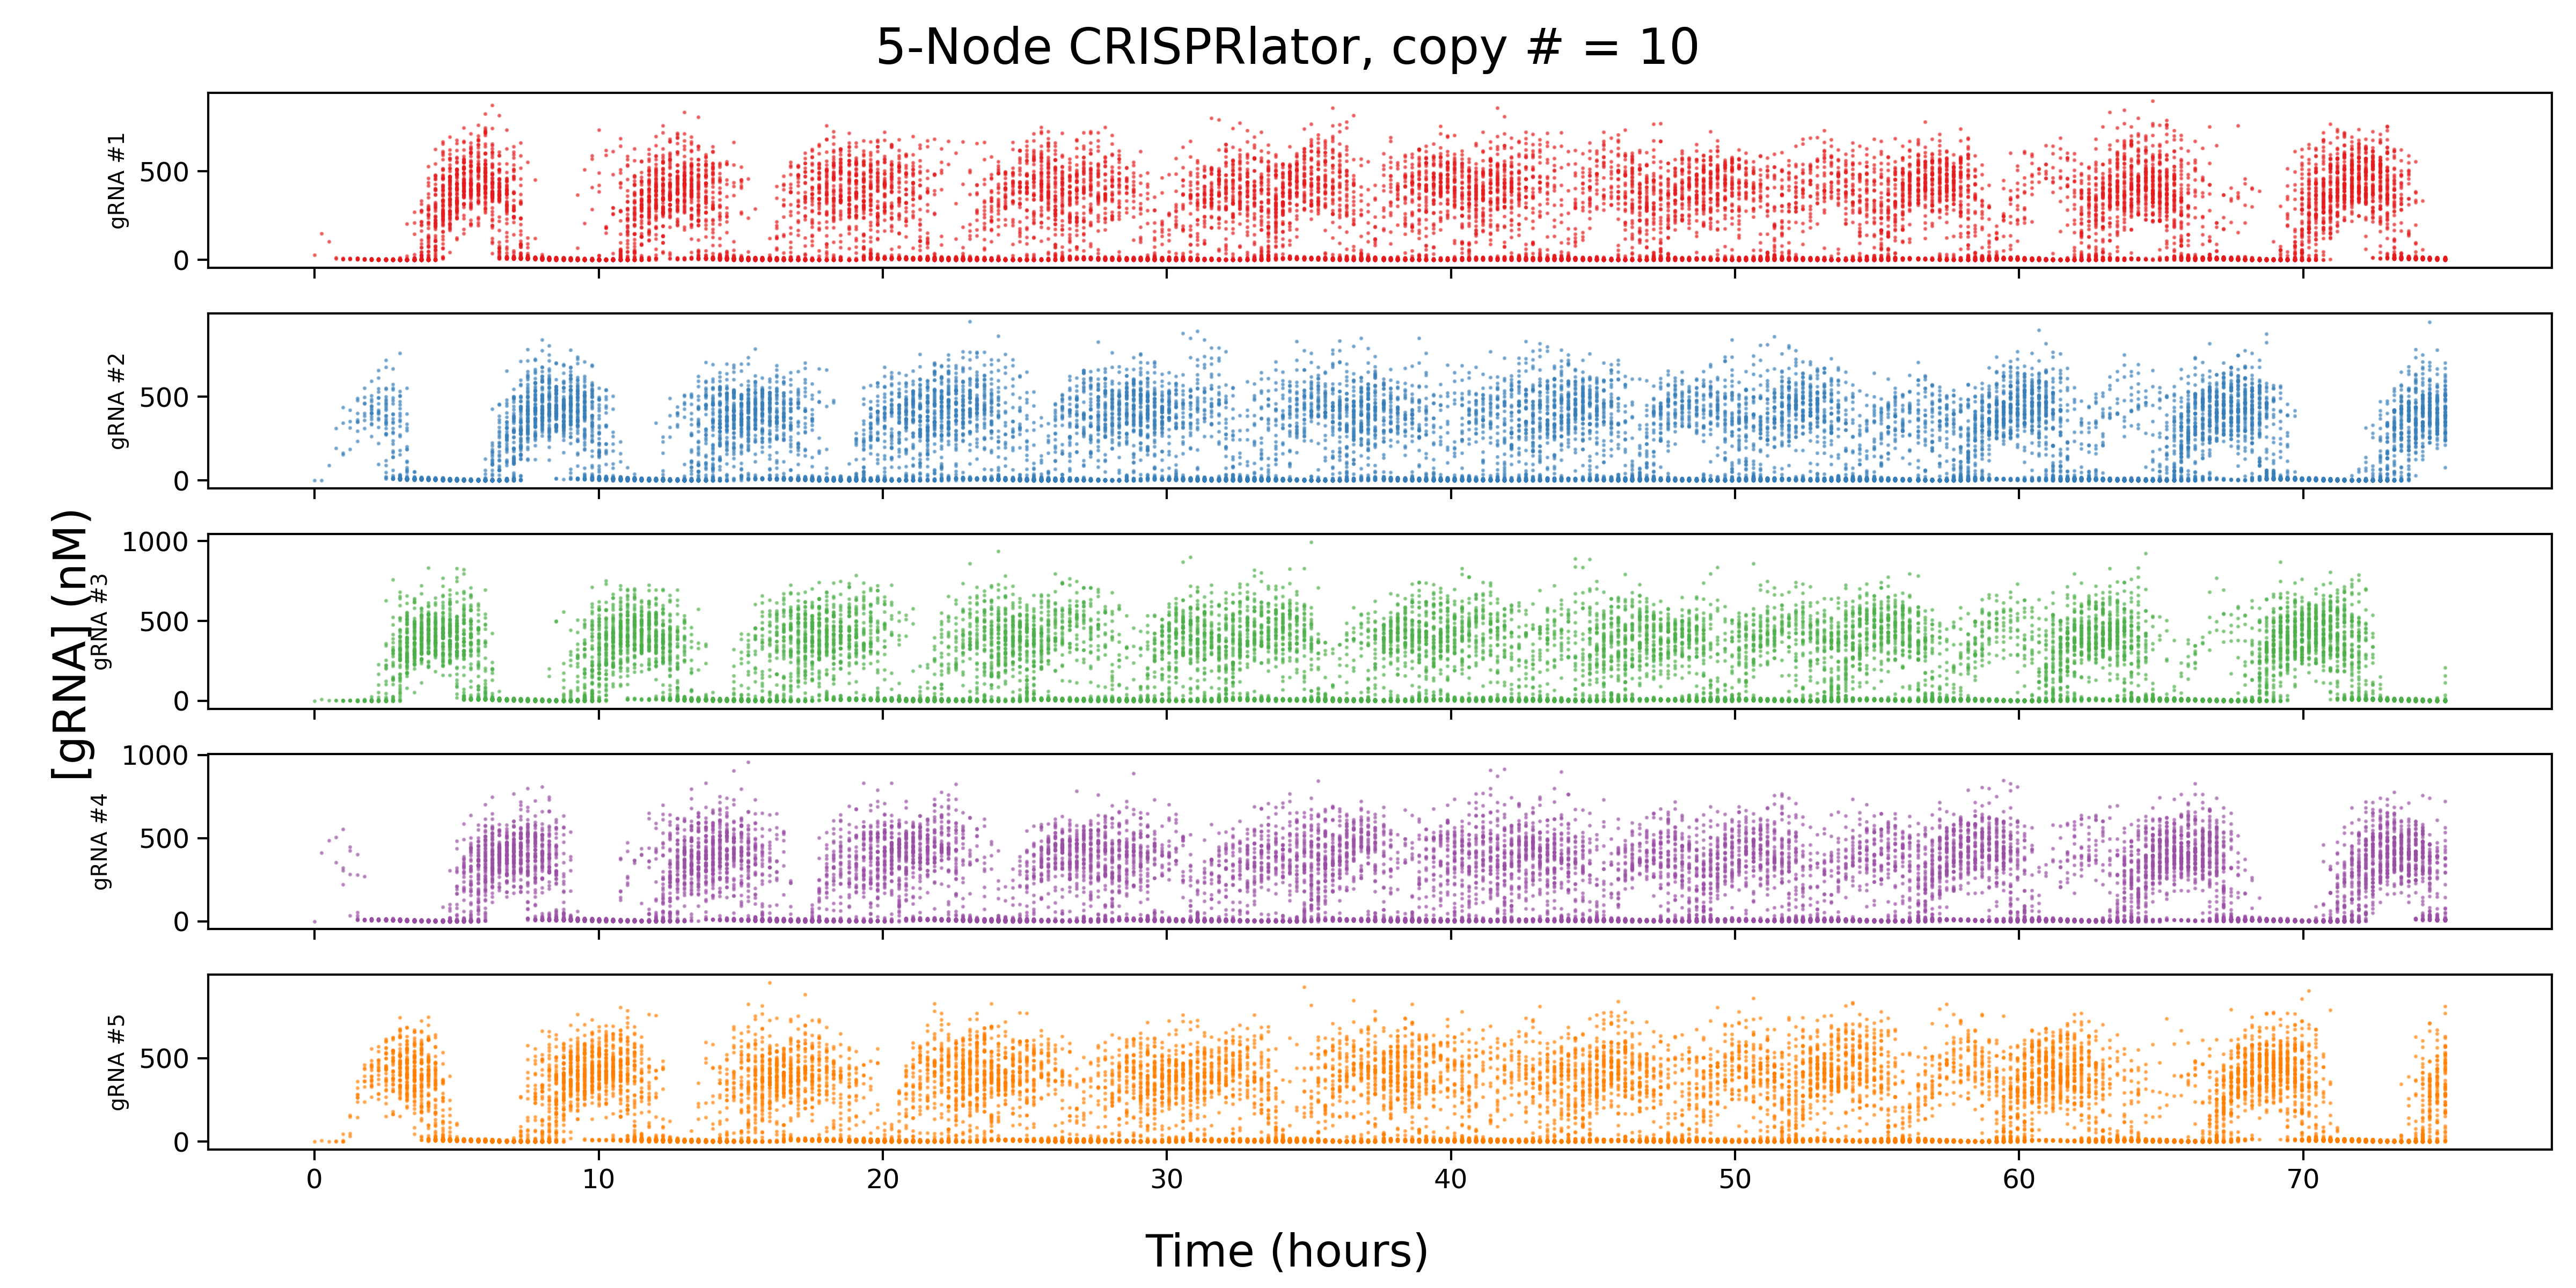 5-Node CRISPRlator, copy # = 10
gRNA #1
500
0
gRNA #2
500
0
[gRNA] (nM)
gRNA #3
1000
500
0
gRNA #4
1000
500
0
gRNA #5
500
0
0 10 20 30 40 50 60 70
Time (hours)